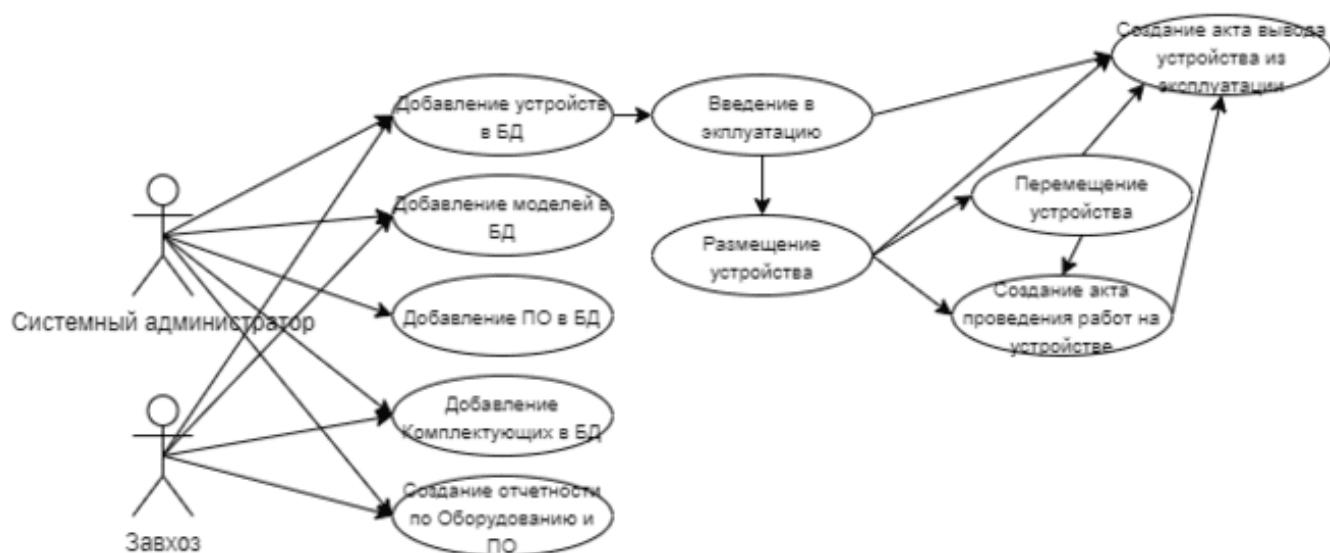 Создание акта вывода
устройства из
эксплуатации
Добавление устройств
в БД
Введение в
экплуатацию
Добавление моделей в
БД
Перемещение
устройства
Размещение
устройства
Системный администратор
Добавление ПО в БД
Создание акта
проведения работ на
устройстве
Добавление
Комплектующих в БД
Создание отчетности
по Оборудованию и
ПО
Завхоз